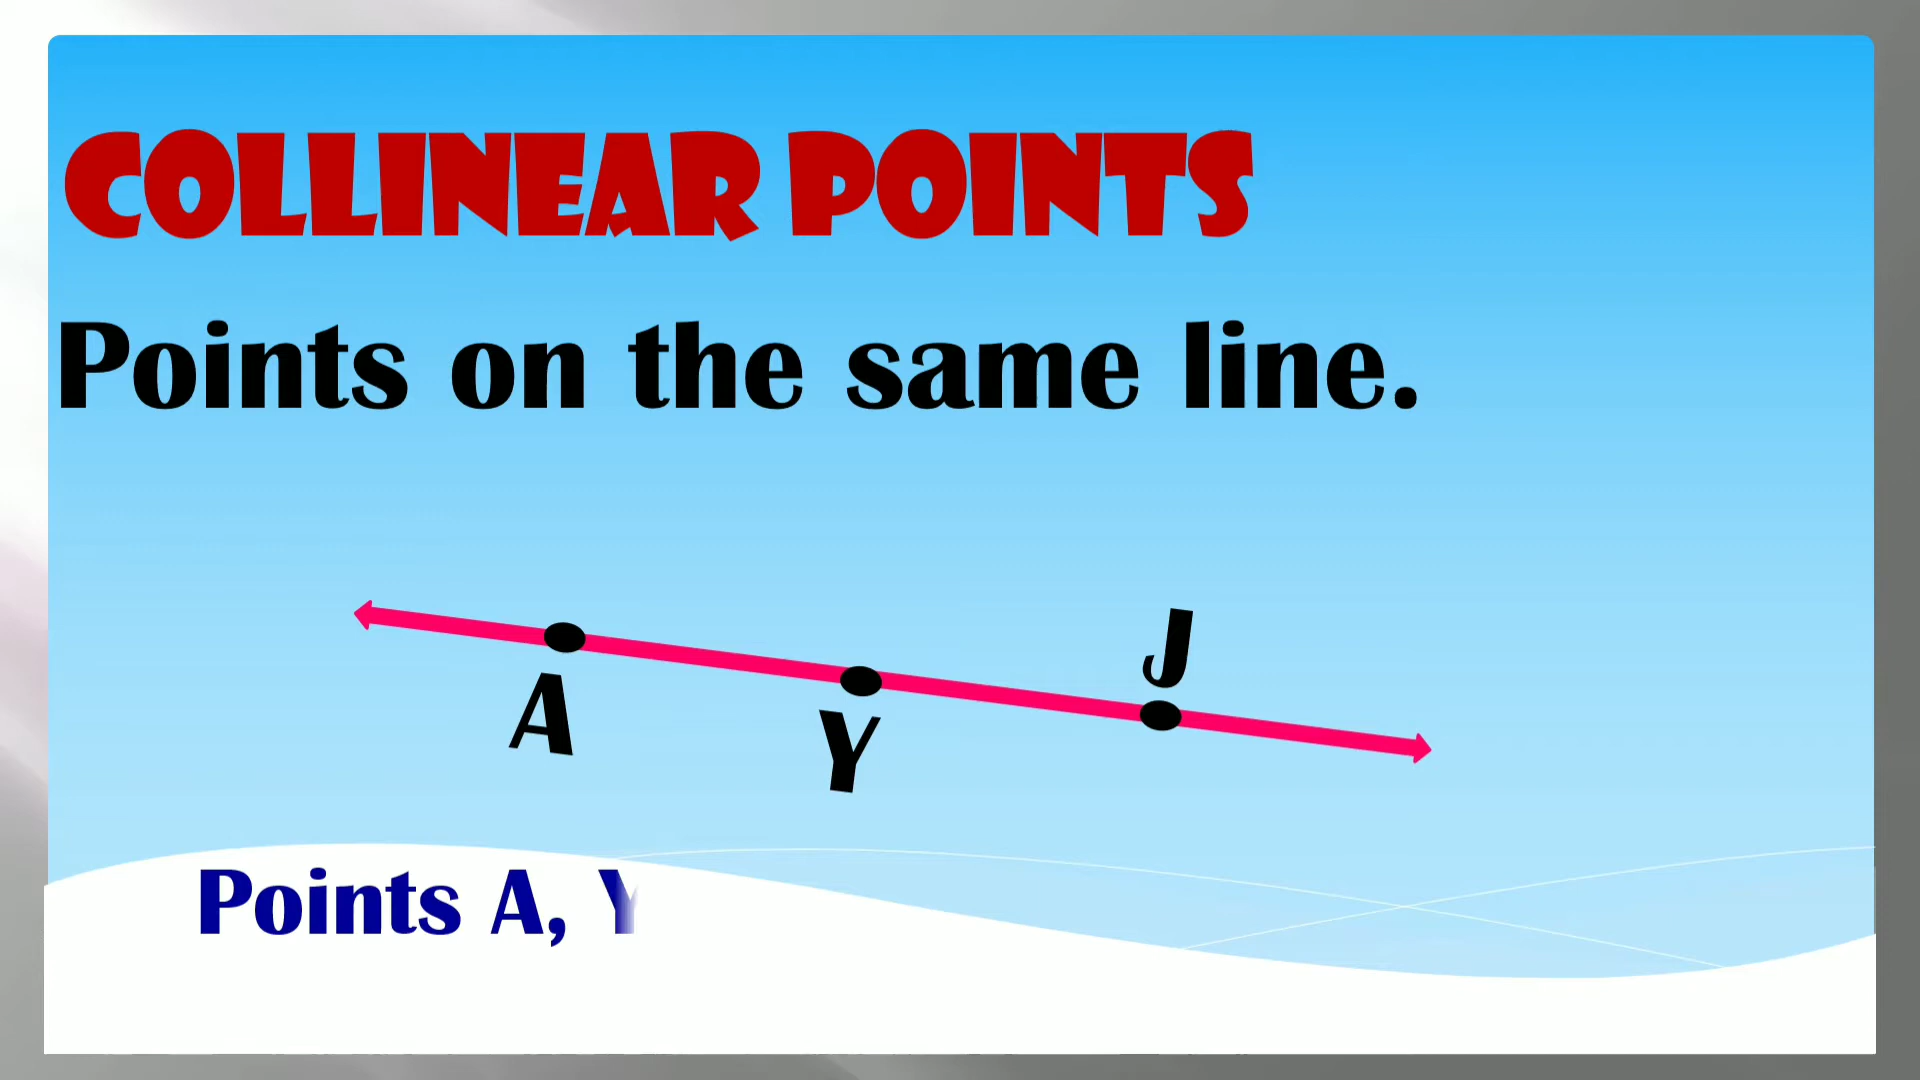 COLLINEAR POINTS
Points on the same line.
J
A
Y
Points A, Y